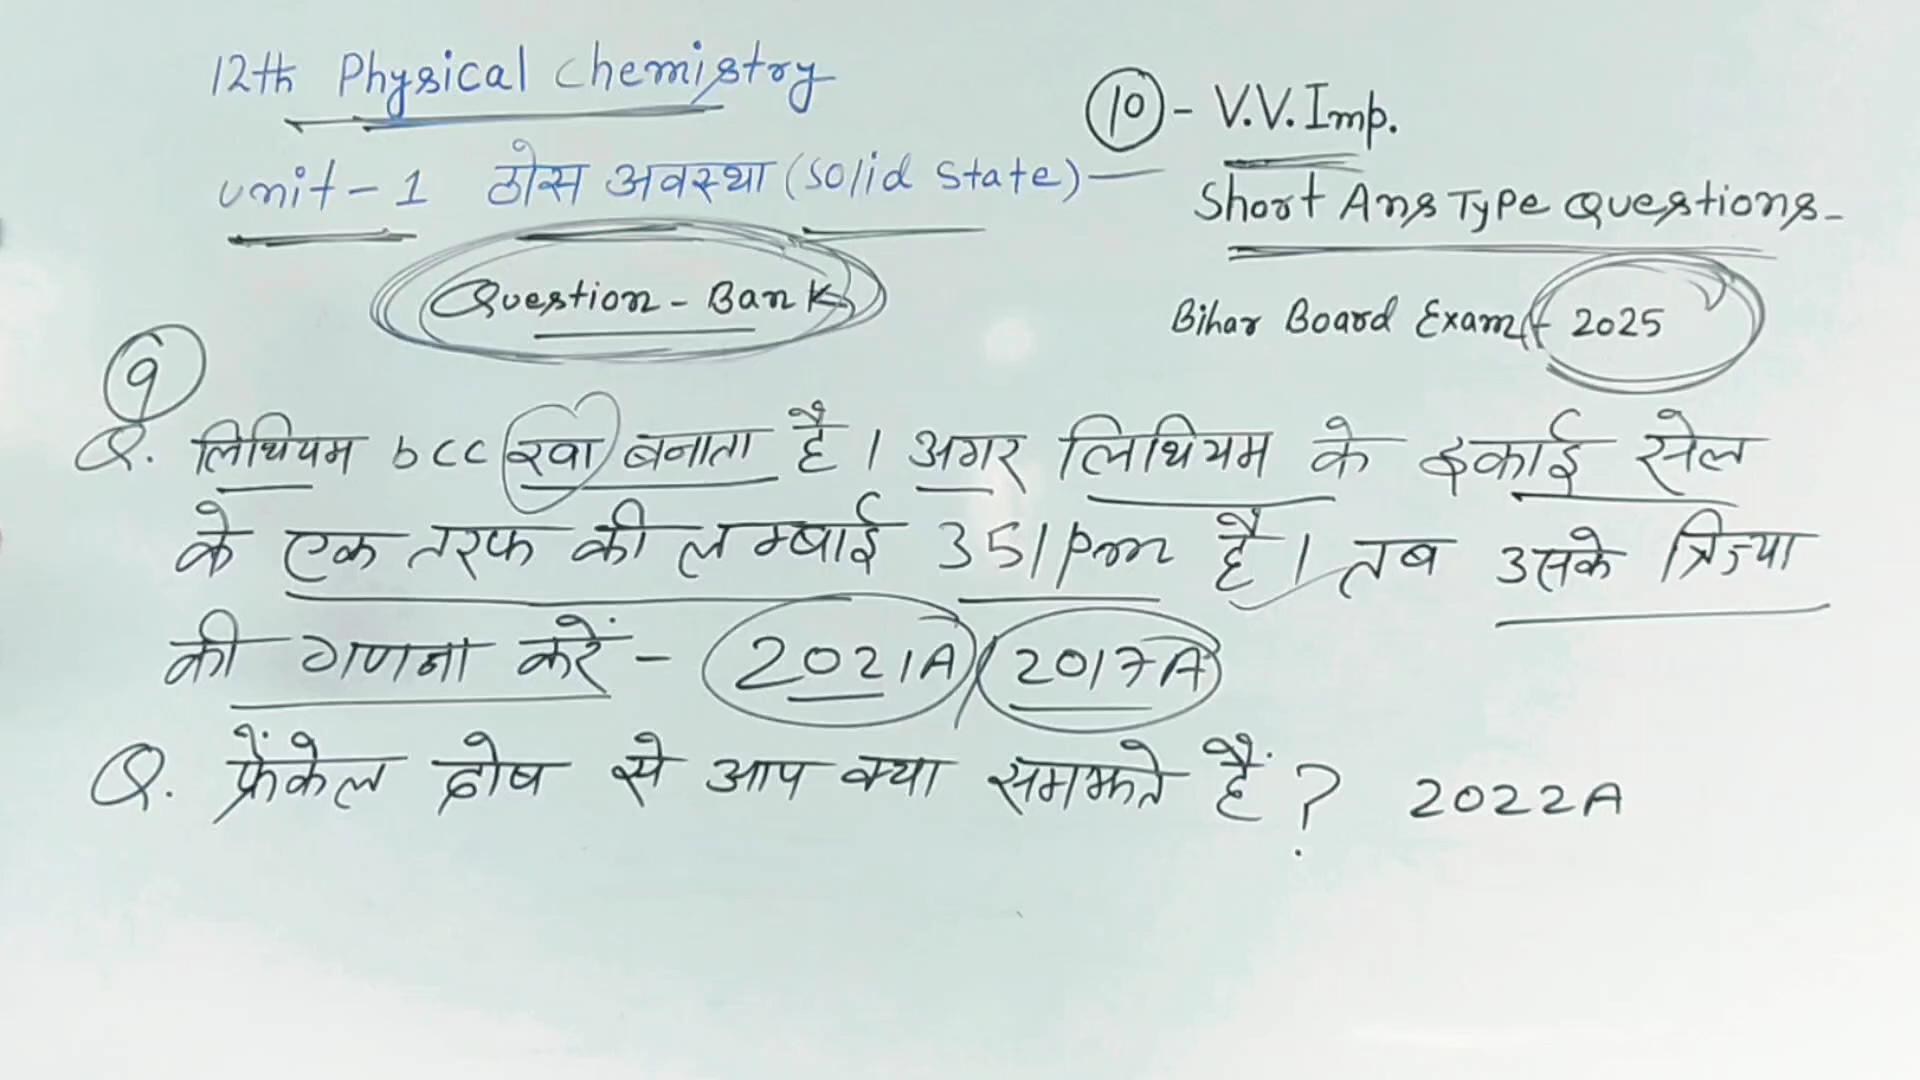 12th Physical Chemistry
unit-1 ठोस अवस्था (Solid State) —
(10) - V.V.Imp.
Short Ans Type Questions-
Question - Bank
Bihar Board Exam - 2025
9
Q. लिथियम bcc रवा बनाता है। अगर लिथियम के इकाई सेल
के एक तरफ की लम्बाई 351pm है। तब उसके त्रिज्या
की गणना करें - 2021A/2017A
Q. फ्रेंकेल दोष से आप क्या समझते हैं? 2022A